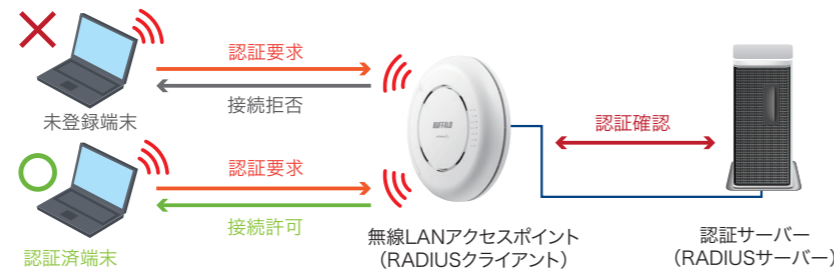 認証要求
接続拒否
未登録端末
認証要求
接続許可
認証済端末
BUFFALO
無線LANアクセスポイント
（RADIUSクライアント）
認証確認
認証サーバー
（RADIUSサーバー）